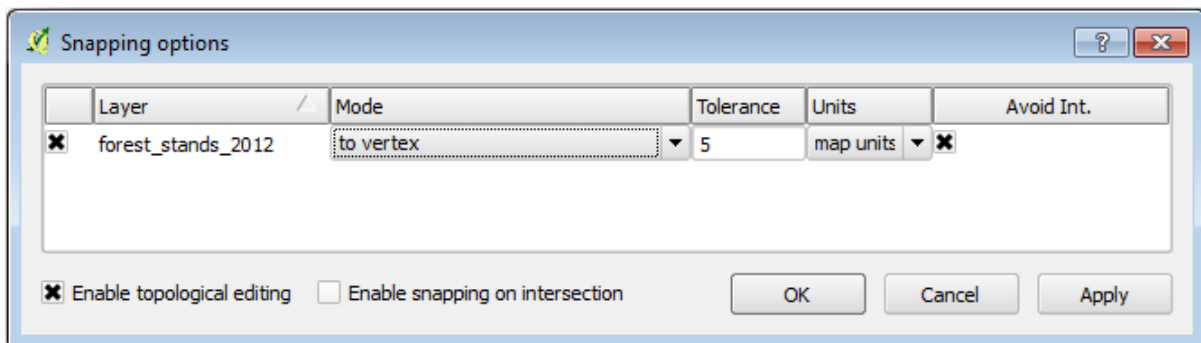 Snapping options
Layer Mode Tolerance Units Avoid Int.
forest_stands_2012 to vertex 5 map units
Enable topological editing Enable snapping on intersection OK Cancel Apply